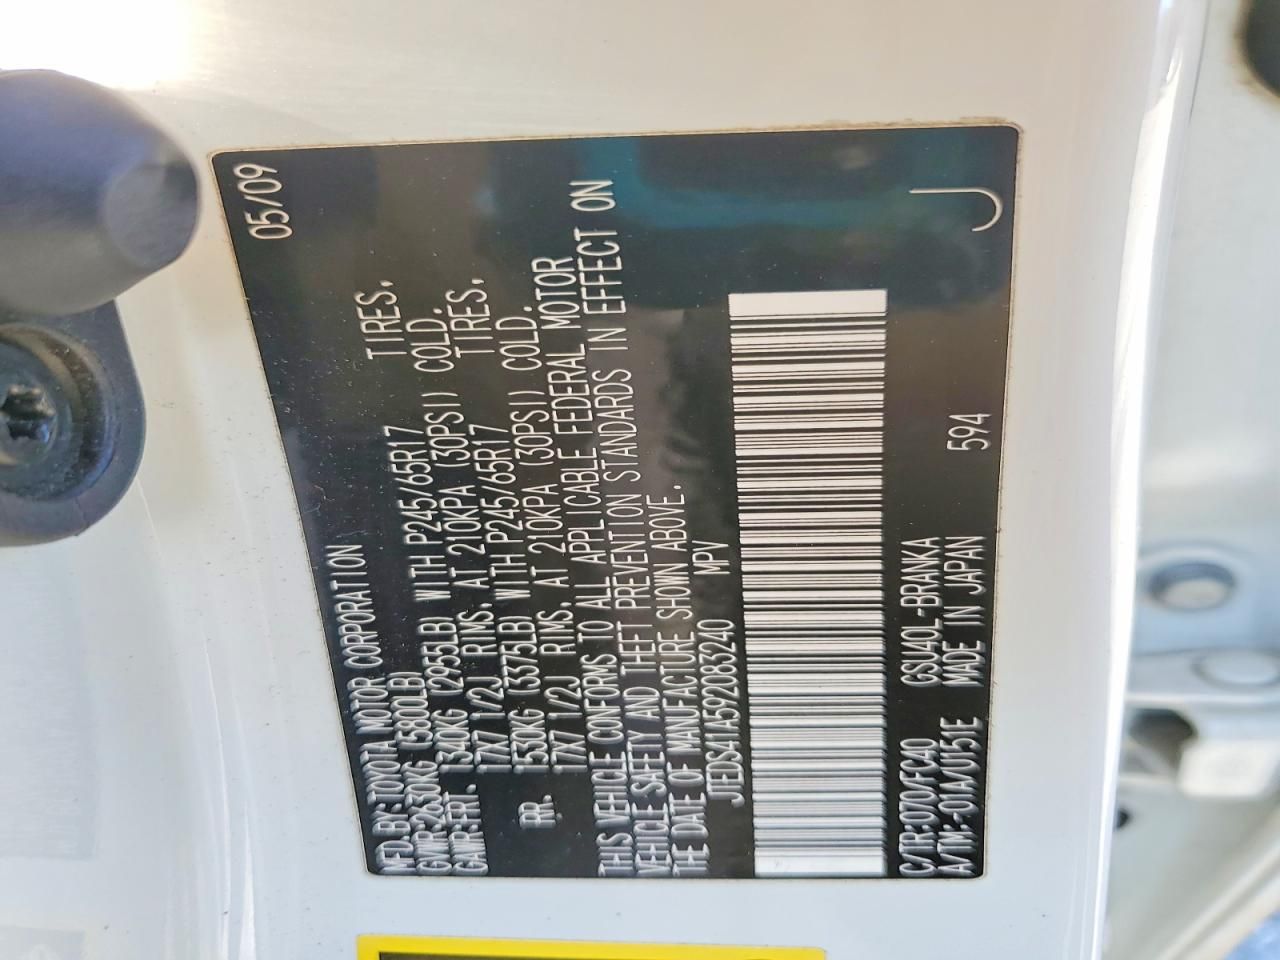 05/09
MFD.BY:TOYOTA MOTOR CORPORATION
GVWR:2630KG (5800LB)
GAWR:FRT. 1340KG (2955LB) WITH P245/65R17 TIRES,
17X7 1/2J RIMS, AT 210KPA (30PSI) COLD.
RR. 1530KG (3375LB) WITH P245/65R17 TIRES,
17X7 1/2J RIMS, AT 210KPA (30PSI) COLD.
THIS VEHICLE CONFORMS TO ALL APPLICABLE FEDERAL MOTOR
VEHICLE SAFETY AND THEFT PREVENTION STANDARDS IN EFFECT ON
THE DATE OF MANUFACTURE SHOWN ABOVE.
JTEDS41A592083240 MPV
C/TR:070/FC40 GSU40L-BRANKA
A/TM:-01A/U151E MADE IN JAPAN 594
J